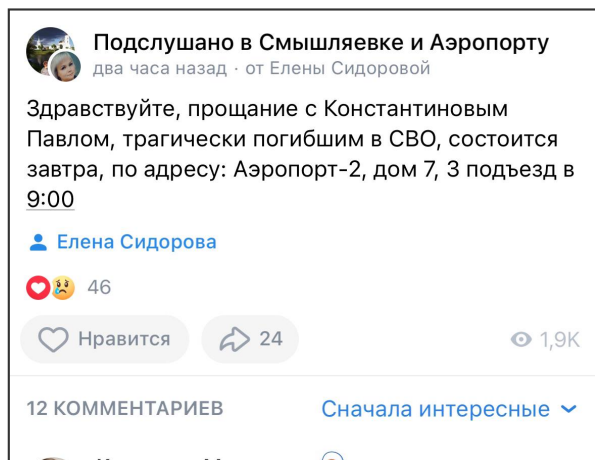 Подслушано в Смышляевке и Аэропорту
два часа назад · от Елены Сидоровой
Здравствуйте, прощание с Константиновым
Павлом, трагически погибшим в СВО, состоится
завтра, по адресу: Аэропорт-2, дом 7, 3 подъезд в
9:00
Елена Сидорова
46
Нравится 24 1,9K
12 КОММЕНТАРИЕВ Сначала интересные